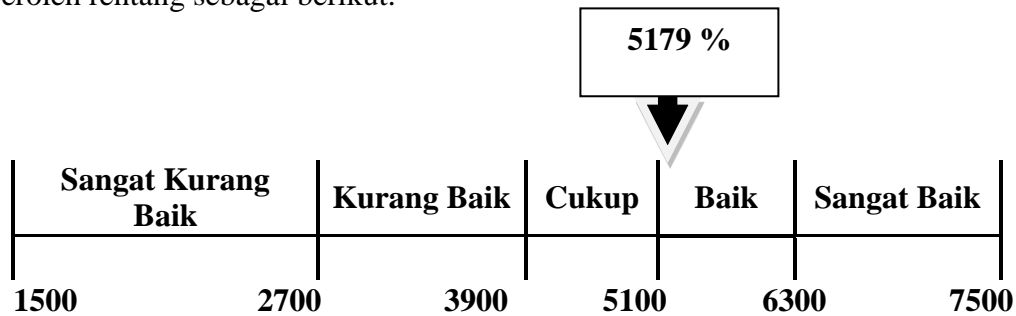 rentang sebagai berikut.
5179 %
Sangat Kurang
Baik
Kurang Baik
Cukup
Baik
Sangat Baik
1500
2700
3900
5100
6300
7500